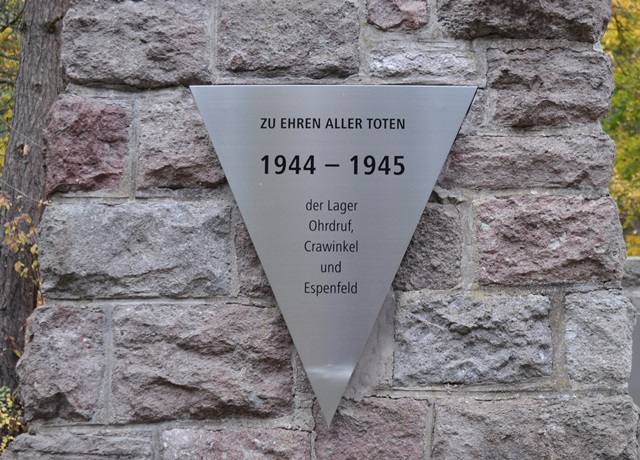 ZU EHREN ALLER TOTEN
1944 – 1945
der Lager
Ohrdruf,
Crawinkel
und
Espenfeld